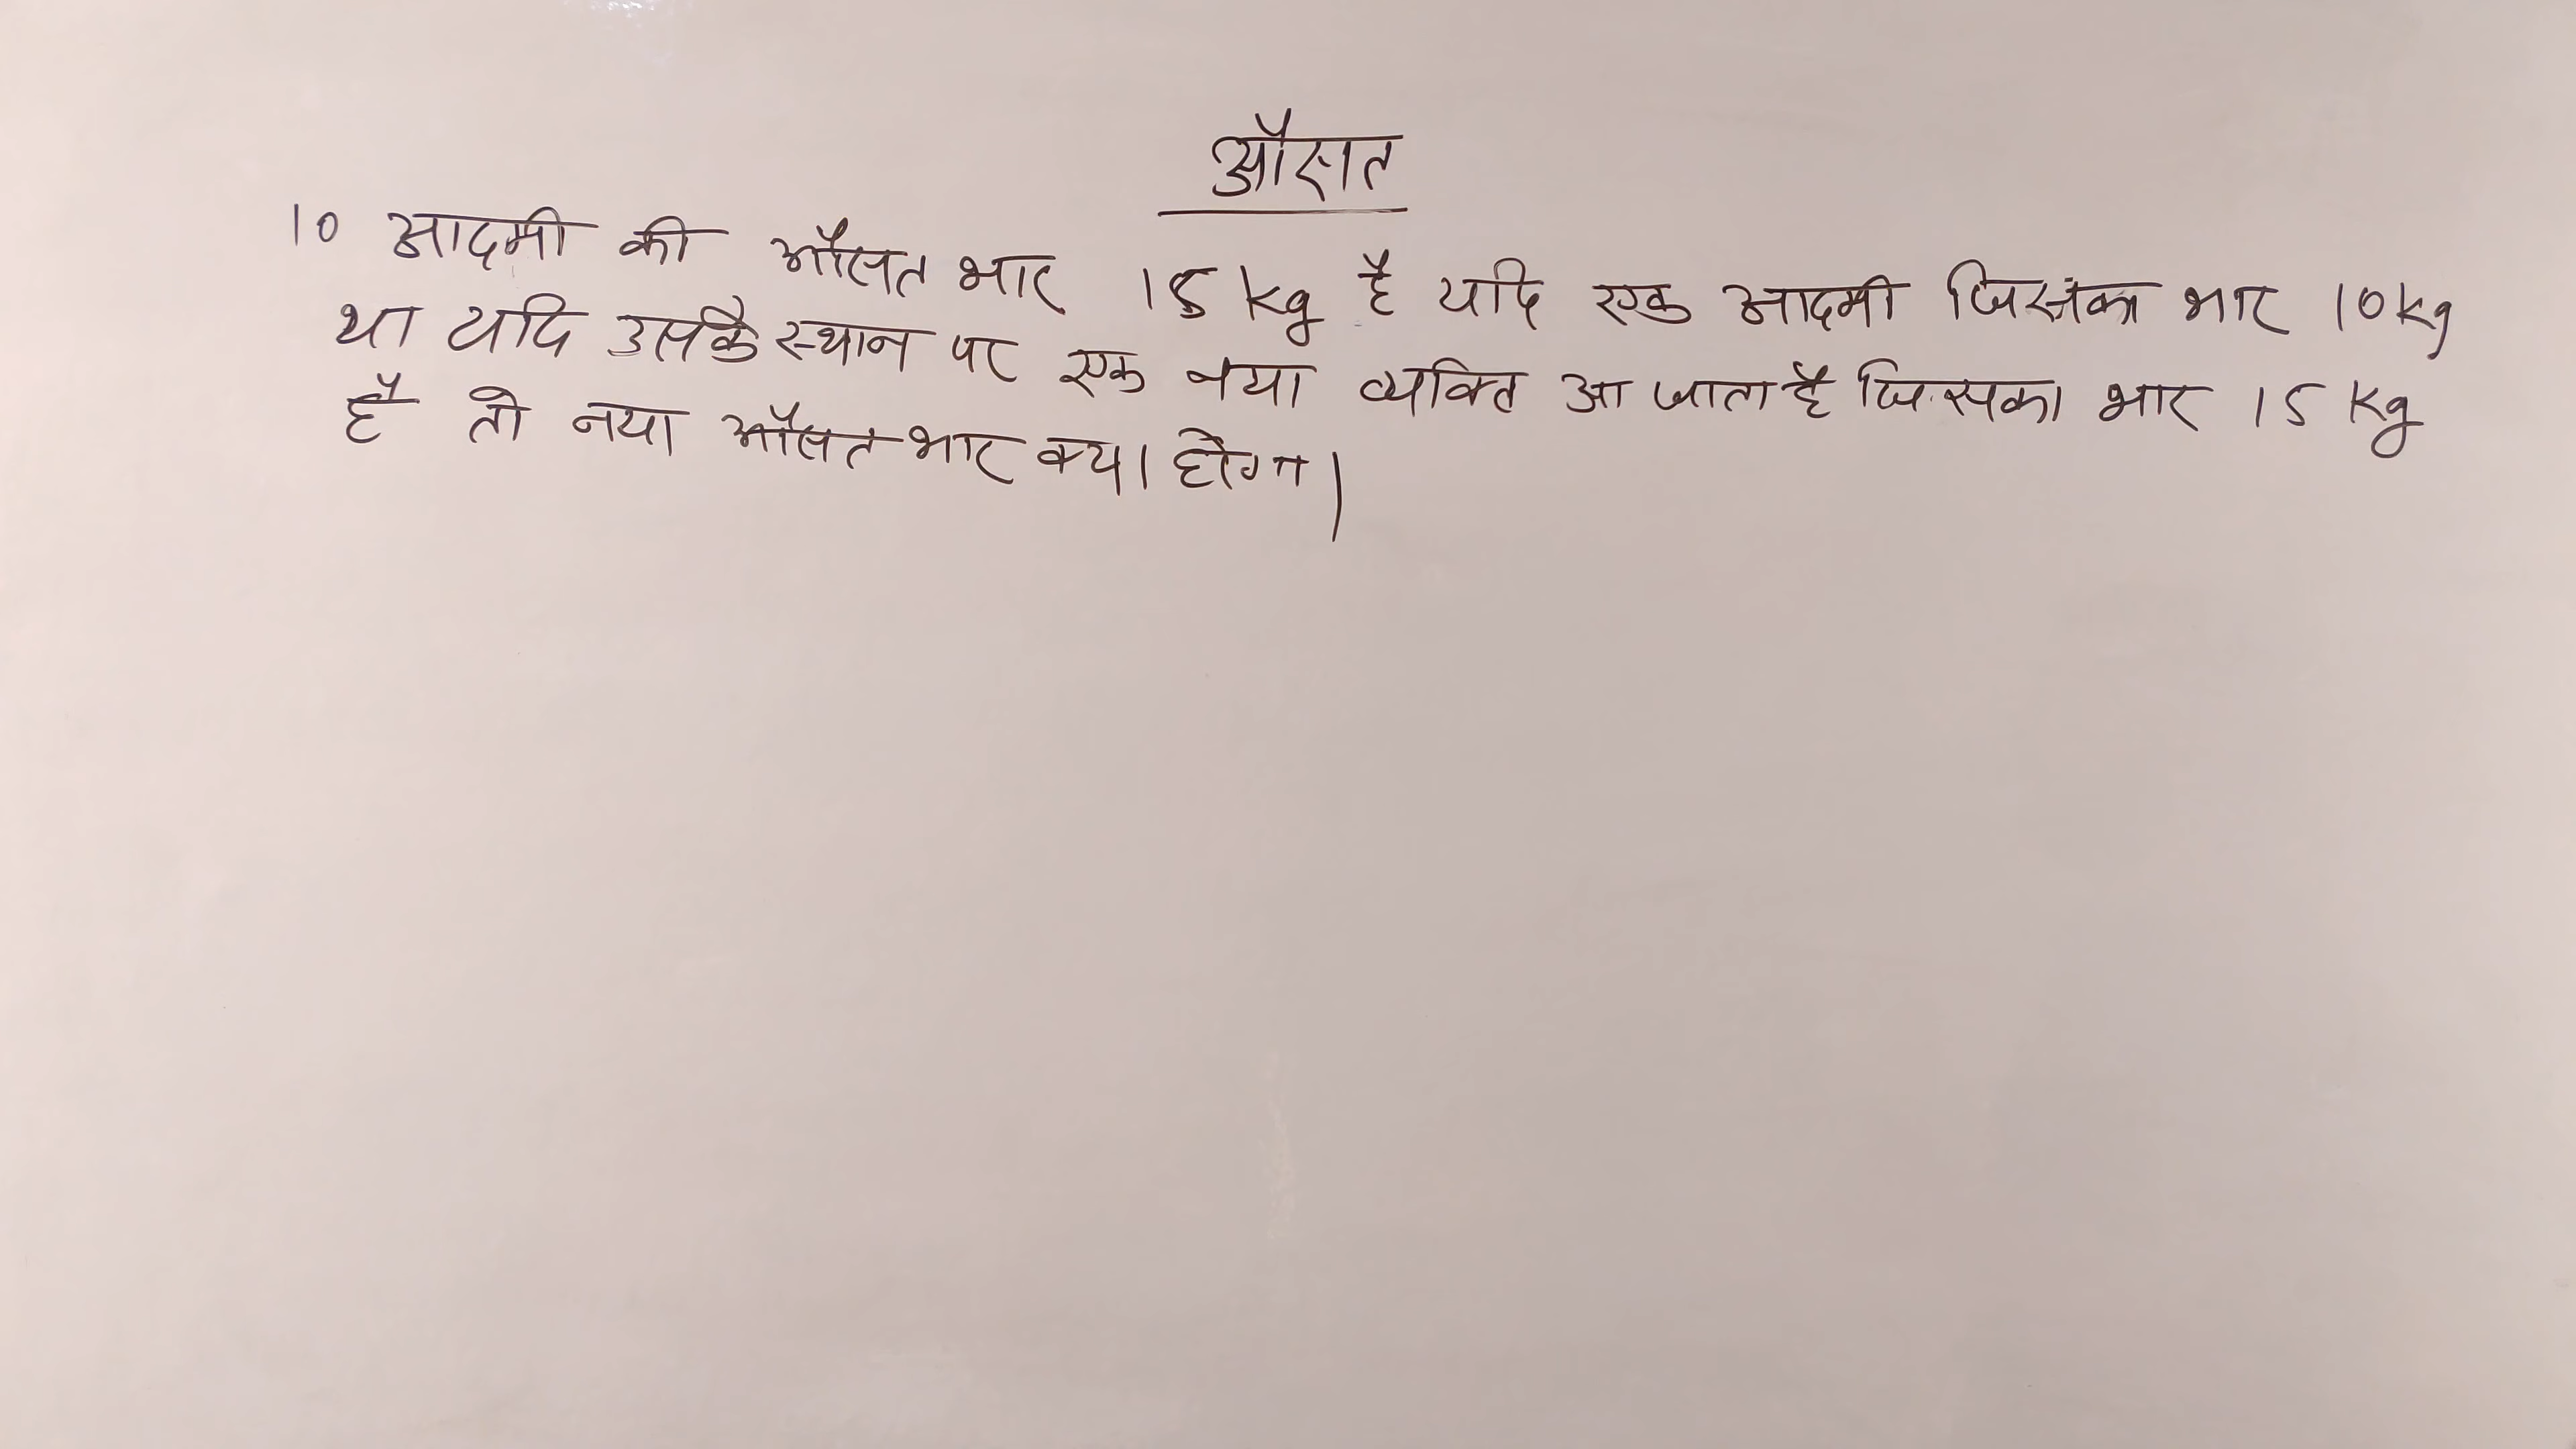 औसत
10 आदमी की औसत भार 15 kg है यदि एक आदमी जिसका भार 10 kg
था यदि उसके स्थान पर एक नया व्यक्ति आ जाता है जिसका भार 15 kg
है तो नया औसत भार क्या होगा।